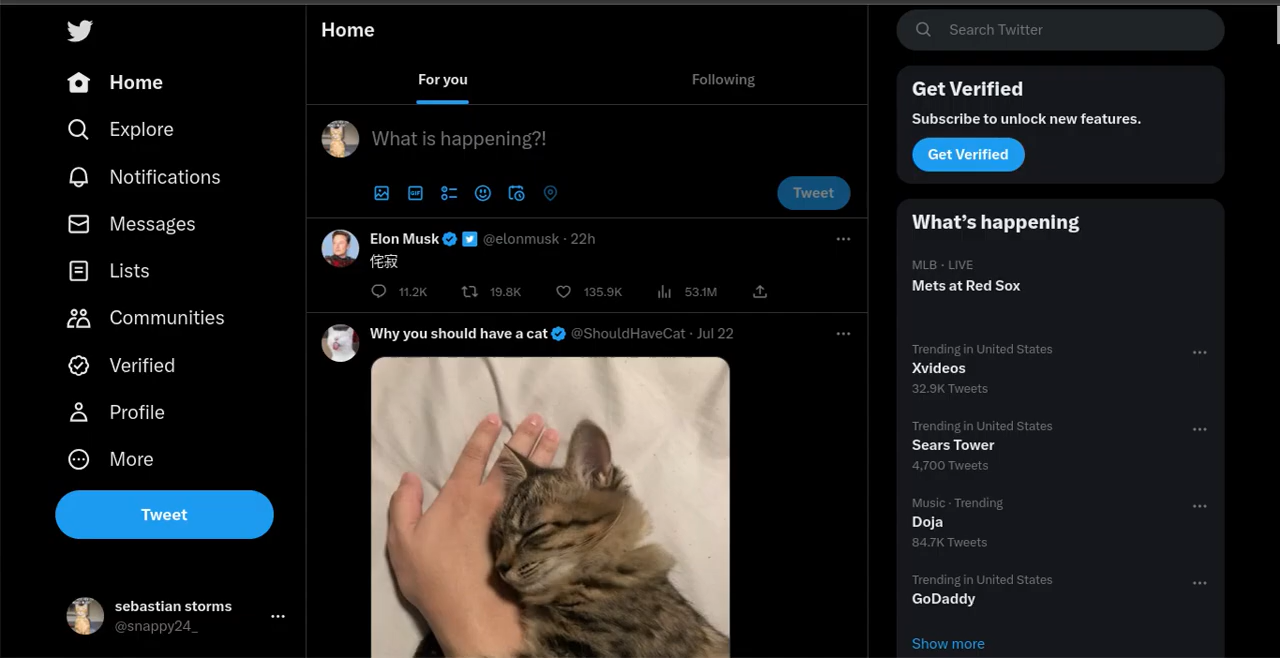 Home
Explore
Notifications
Messages
Lists
Communities
Verified
Profile
More
Tweet
sebastian storms
@snappy24_
Home
For you
Following
What is happening?!
GIF
Tweet
Elon Musk @elonmusk · 22h
侘寂
11.2K 19.8K 135.9K 53.1M
Why you should have a cat @ShouldHaveCat · Jul 22
Search Twitter
Get Verified
Subscribe to unlock new features.
Get Verified
What’s happening
MLB · LIVE
Mets at Red Sox
Trending in United States
Xvideos
32.9K Tweets
Trending in United States
Sears Tower
4,700 Tweets
Music · Trending
Doja
84.7K Tweets
Trending in United States
GoDaddy
Show more